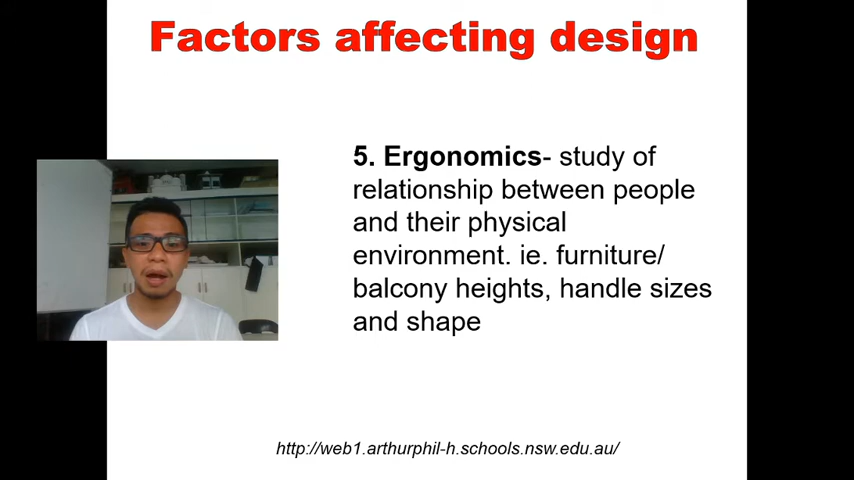 Factors affecting design
5. Ergonomics- study of
relationship between people
and their physical
environment. ie. furniture/
balcony heights, handle sizes
and shape
http://web1.arthurphil-h.schools.nsw.edu.au/